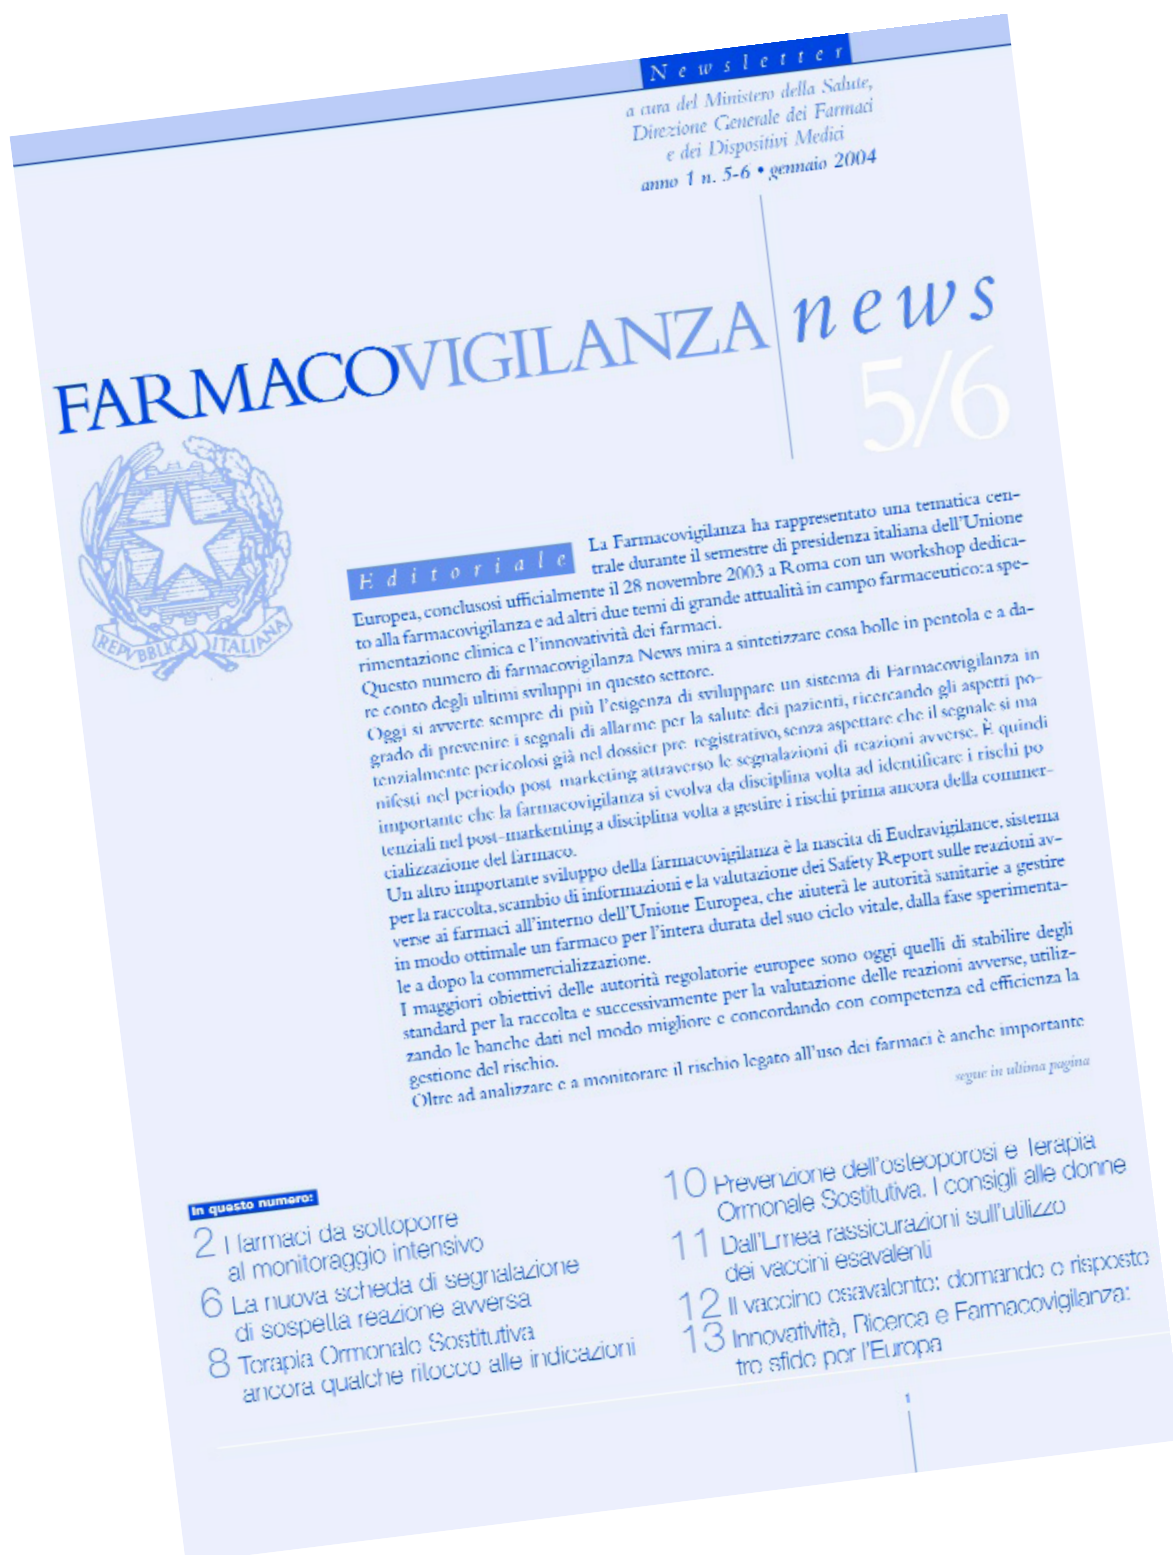 Newsletter
a cura del Ministero della Salute,
Direzione Generale dei Farmaci
e dei Dispositivi Medici
anno 1 n. 5-6 • gennaio 2004
FARMACOVIGILANZA news
5/6
REPVBBLICA ITALIANA
Editoriale
La Farmacovigilanza ha rappresentato una tematica cen-
trale durante il semestre di presidenza italiana dell'Unione
Europea, conclusosi ufficialmente il 28 novembre 2003 a Roma con un workshop dedica-
to alla farmacovigilanza e ad altri due temi di grande attualità in campo farmaceutico: a spe-
rimentazione clinica e l'innovatività dei farmaci.
Questo numero di farmacovigilanza News mira a sintetizzare cosa bolle in pentola e a da-
re conto degli ultimi sviluppi in questo settore.
Oggi si avverte sempre di più l'esigenza di sviluppare un sistema di Farmacovigilanza in
grado di prevenire i segnali di allarme per la salute dei pazienti, ricercando gli aspetti po-
tenzialmente pericolosi già nel dossier pre registrativo, senza aspettare che il segnale si ma
nifesti nel periodo post marketing attraverso le segnalazioni di reazioni avverse. È quindi
importante che la farmacovigilanza si evolva da disciplina volta ad identificare i rischi po
tenziali nel post-markenting a disciplina volta a gestire i rischi prima ancora della commer-
cializzazione del farmaco.
Un altro importante sviluppo della farmacovigilanza è la nascita di Eudravigilance, sistema
per la raccolta, scambio di informazioni e la valutazione dei Safety Report sulle reazioni av-
verse ai farmaci all'interno dell'Unione Europea, che aiuterà le autorità sanitarie a gestire
in modo ottimale un farmaco per l'intera durata del suo ciclo vitale, dalla fase sperimenta-
le a dopo la commercializzazione.
I maggiori obiettivi delle autorità regolatorie europee sono oggi quelli di stabilire degli
standard per la raccolta e successivamente per la valutazione delle reazioni avverse, utiliz-
zando le banche dati nel modo migliore e concordando con competenza ed efficienza la
gestione del rischio.
Oltre ad analizzare e a monitorare il rischio legato all'uso dei farmaci è anche importante
segue in ultima pagina
In questo numero:
2 I farmaci da sottoporre
al monitoraggio intensivo
6 La nuova scheda di segnalazione
di sospetta reazione avversa
8 Terapia Ormonale Sostitutiva
ancora qualche ritocco alle indicazioni
10 Prevenzione dell'osteoporosi e Terapia
Ormonale Sostitutiva. I consigli alle donne
11 Dall'Emea rassicurazioni sull'utilizzo
dei vaccini esavalenti
12 Il vaccino esavalente: domande e risposte
13 Innovatività, Ricerca e Farmacovigilanza:
tre sfide per l'Europa
1